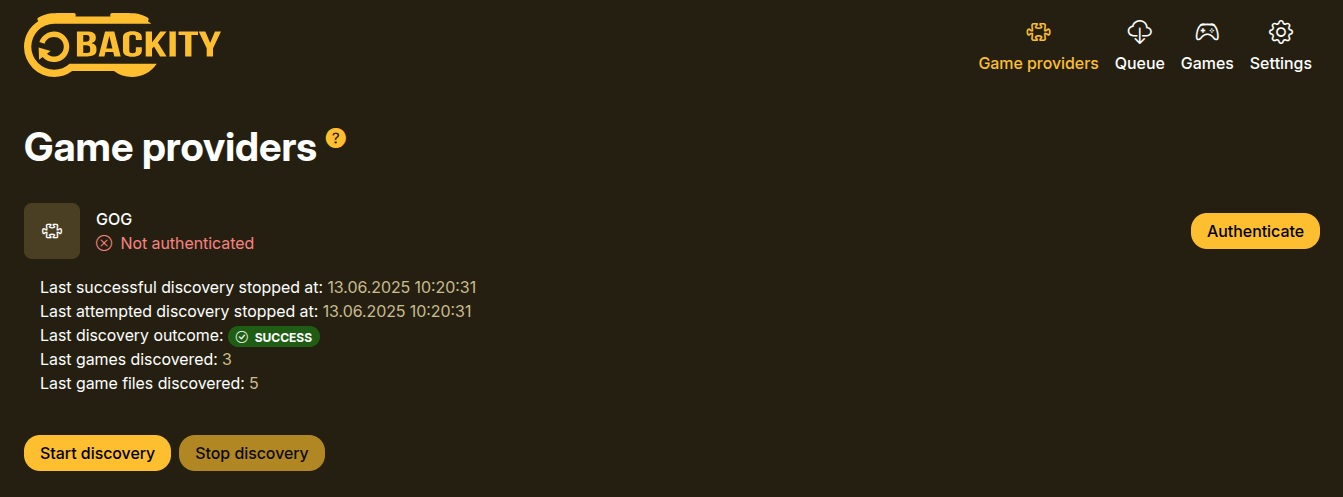 BACKITY
Game providers
Queue
Games
Settings
Game providers ?
GOG
Not authenticated
Authenticate
Last successful discovery stopped at: 13.06.2025 10:20:31
Last attempted discovery stopped at: 13.06.2025 10:20:31
Last discovery outcome: SUCCESS
Last games discovered: 3
Last game files discovered: 5
Start discovery
Stop discovery